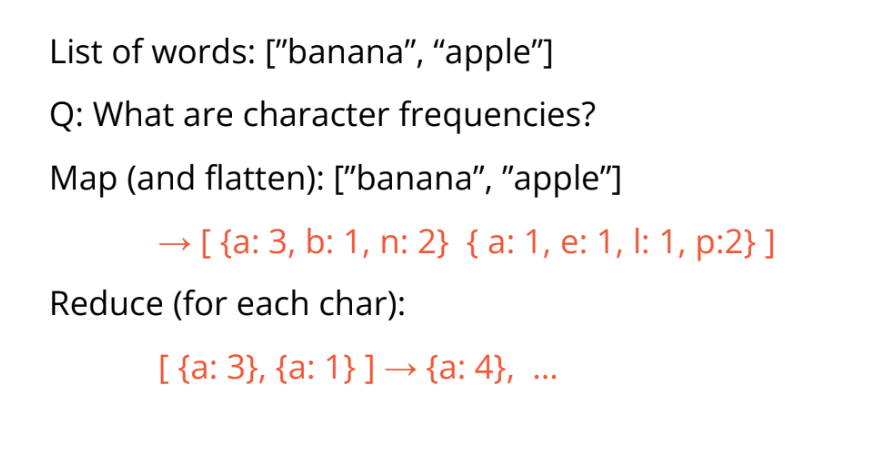 List of words: [”banana”, “apple”]
Q: What are character frequencies?
Map (and flatten): [”banana”, ”apple”]
→ [ {a: 3, b: 1, n: 2}  { a: 1, e: 1, l: 1, p:2} ]
Reduce (for each char):
[ {a: 3}, {a: 1} ] → {a: 4},  ...